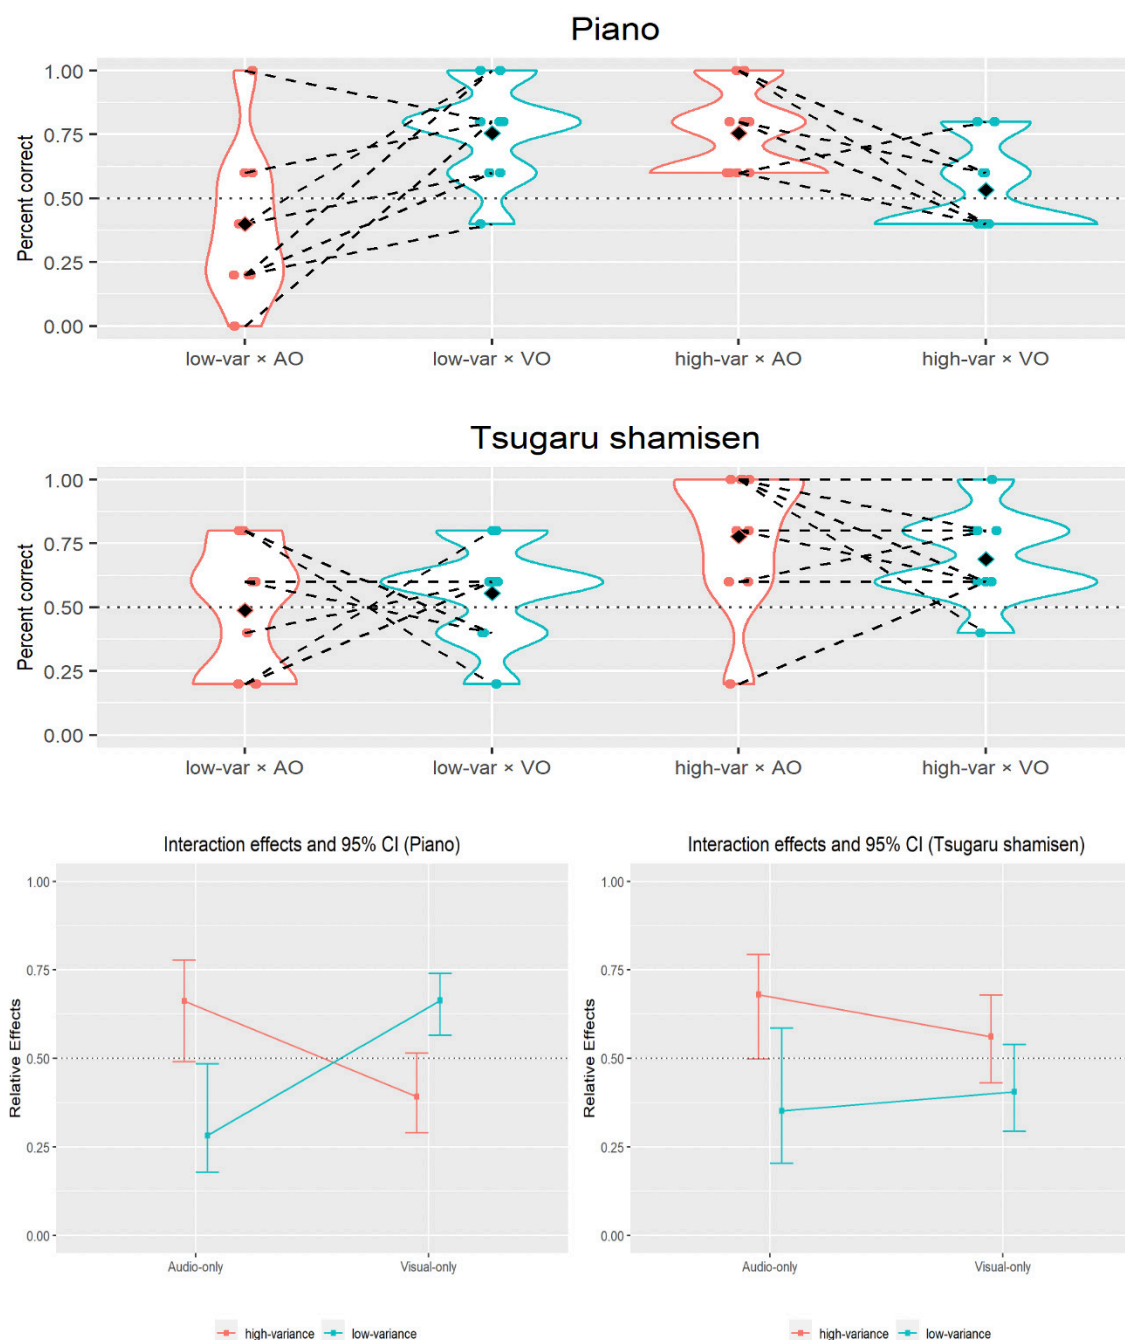 Piano
Percent correct
1.00
0.75
0.50
0.25
0.00
low-var × AO
low-var × VO
high-var × AO
high-var × VO
Tsugaru shamisen
Percent correct
1.00
0.75
0.50
0.25
0.00
low-var × AO
low-var × VO
high-var × AO
high-var × VO
Interaction effects and 95% CI (Piano)
Relative Effects
1.00
0.75
0.50
0.25
0.00
Audio-only
Visual-only
high-variance
low-variance
Interaction effects and 95% CI (Tsugaru shamisen)
Relative Effects
1.00
0.75
0.50
0.25
0.00
Audio-only
Visual-only
high-variance
low-variance